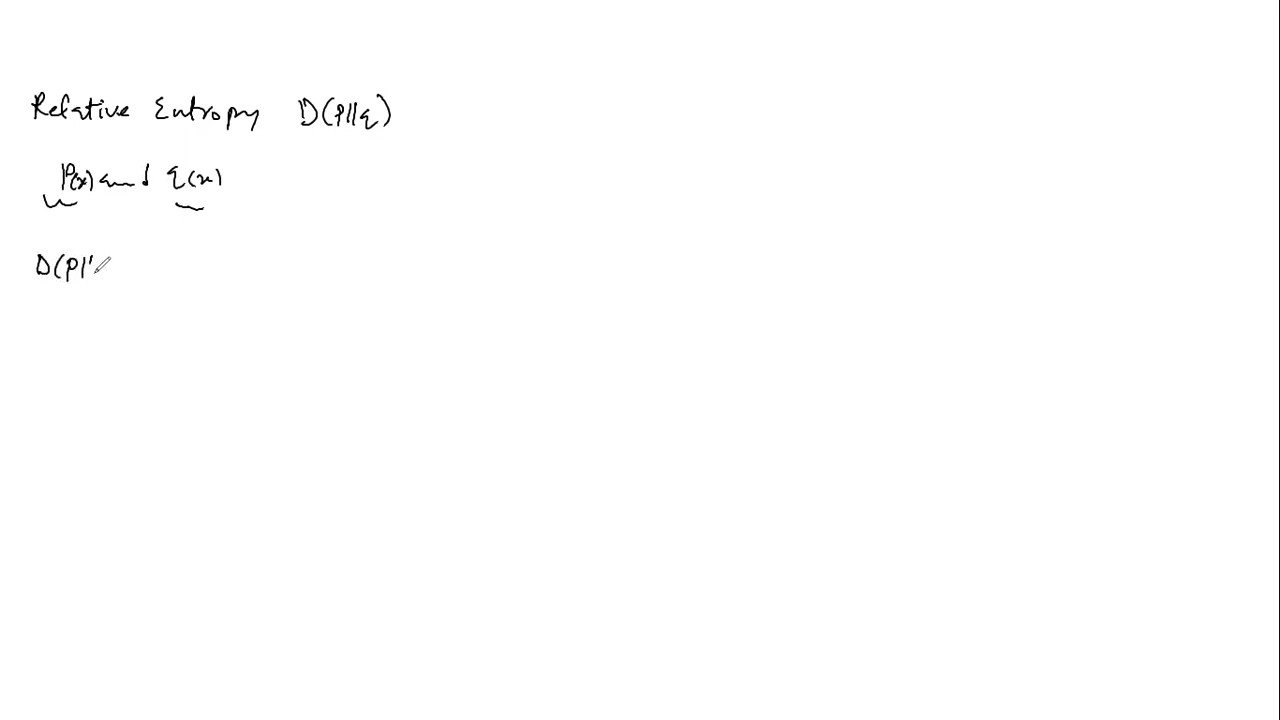 Relative Entropy D(P||q)
P(x) and q(x)
D(P||